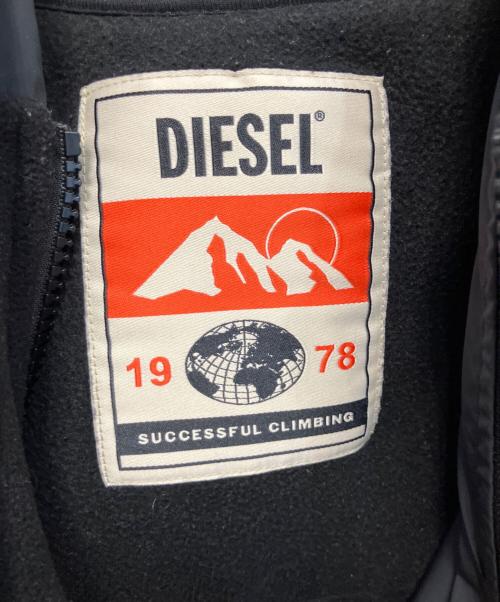 DIESEL®
19 78
SUCCESSFUL CLIMBING